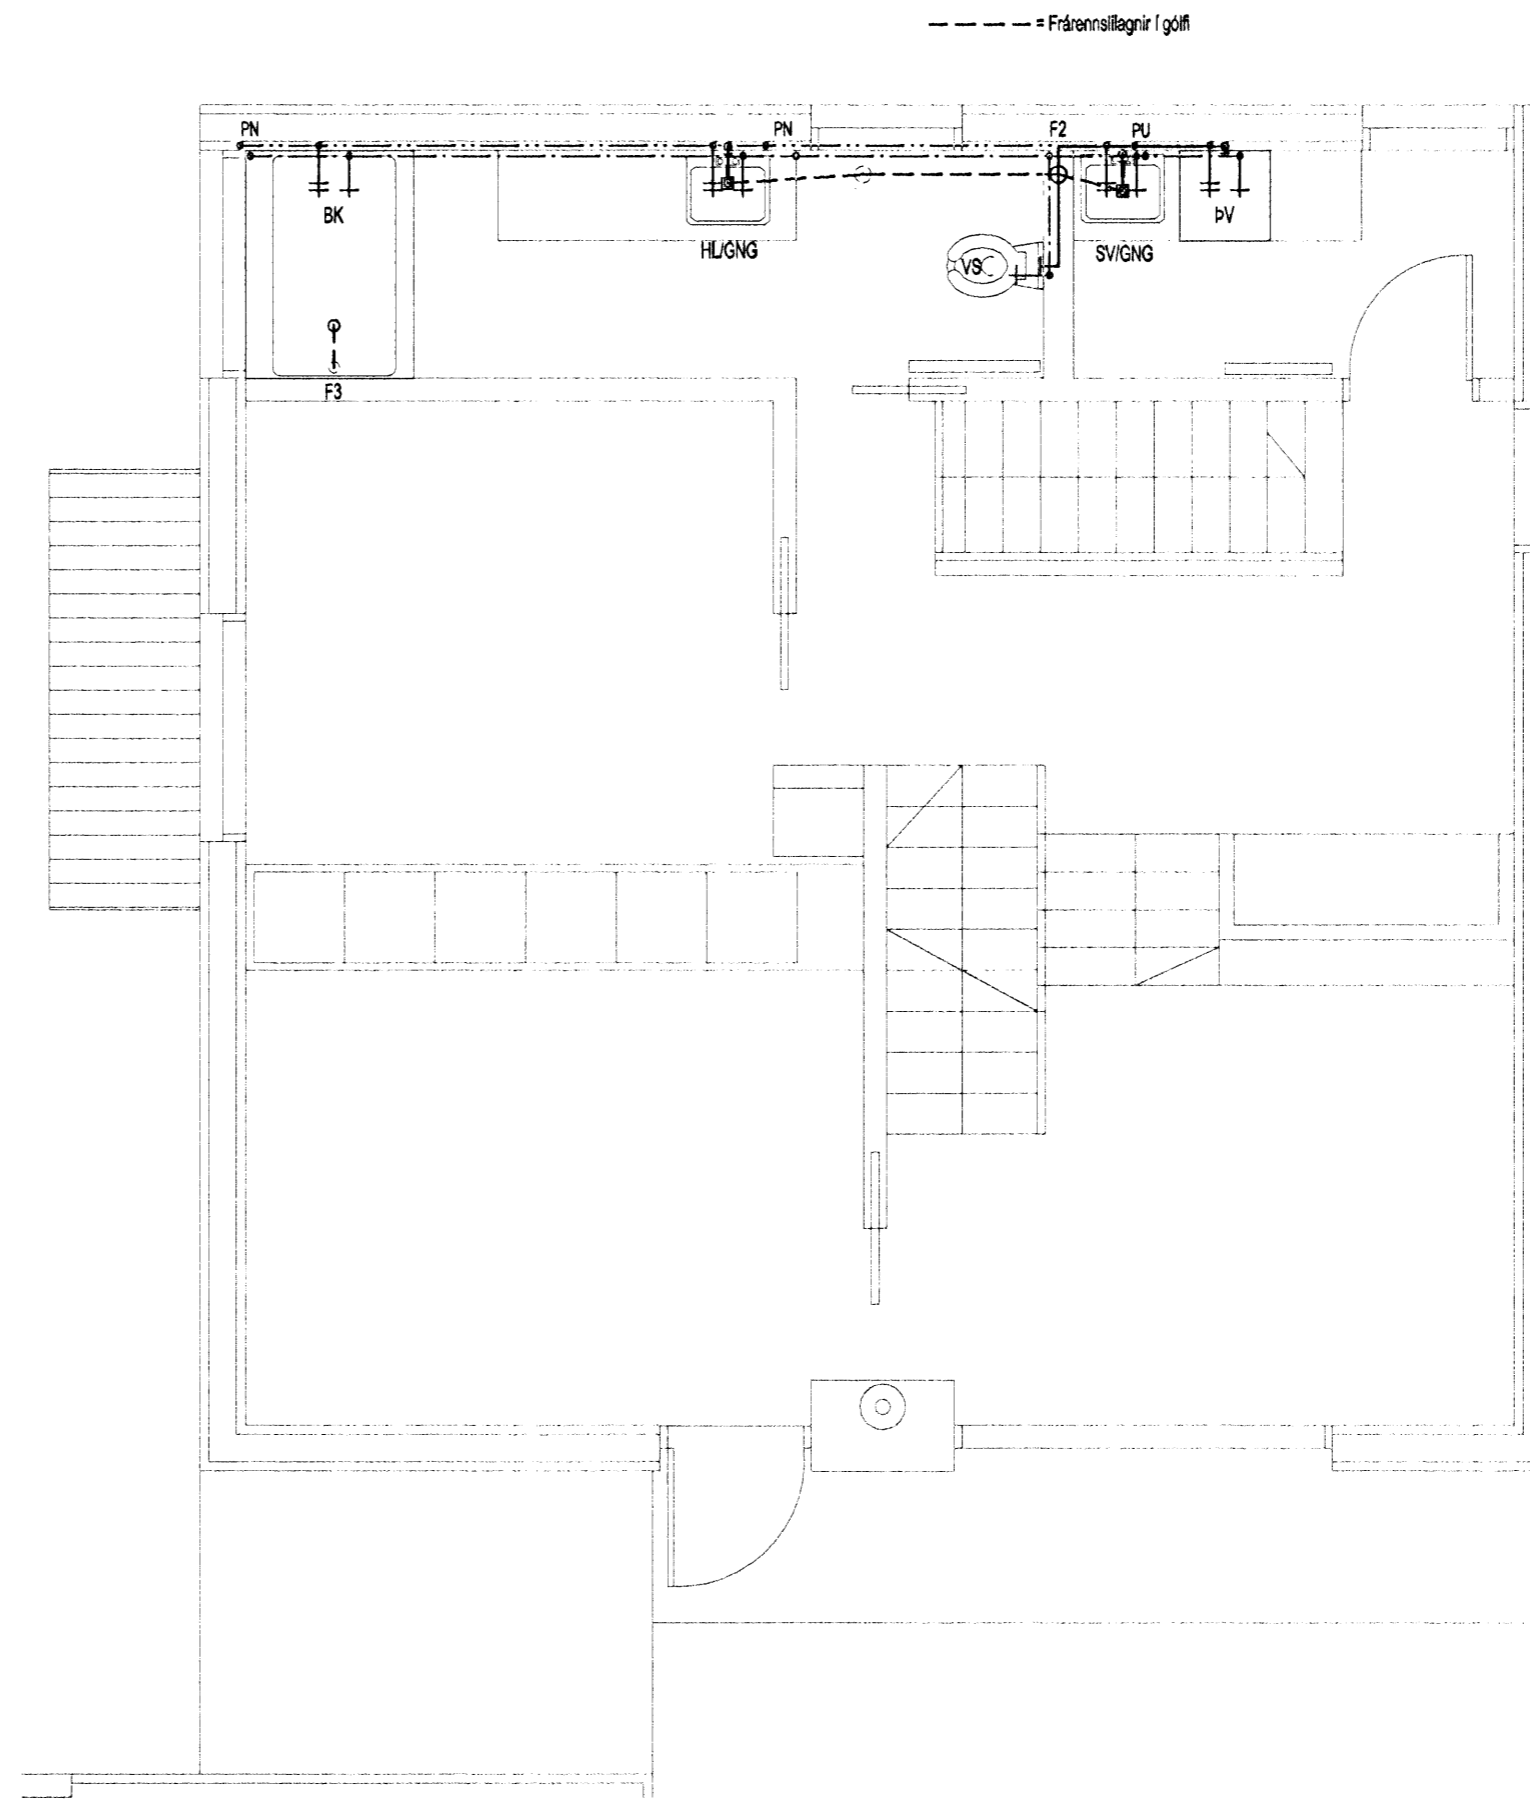 = Frárennslilagnir í gólfi
PN
PN
F2
PU
BK
HL/GNG
VS
SV/GNG
ÞV
F3